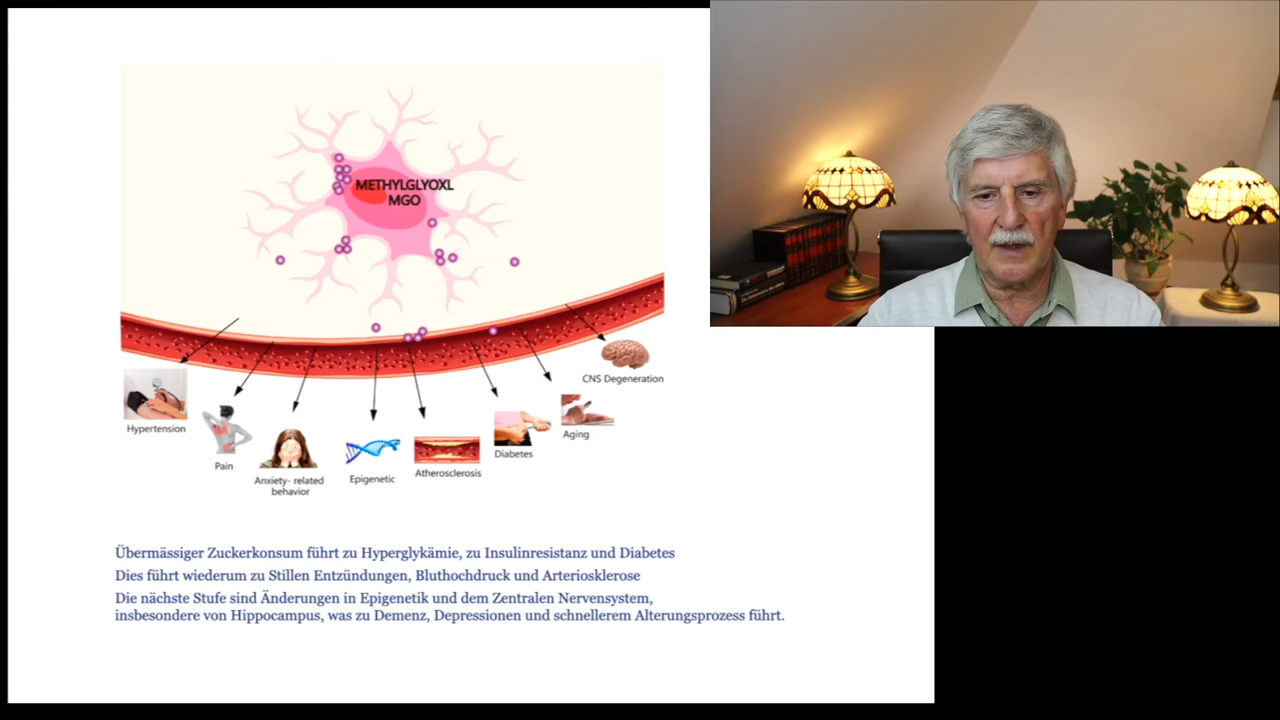 METHYLGLYOXL
MGO
CNS Degeneration
Hypertension
Aging
Diabetes
Pain
Atherosclerosis
Epigenetic
Anxiety- related
behavior
Übermässiger Zuckerkonsum führt zu Hyperglykämie, zu Insulinresistanz und Diabetes
Dies führt wiederum zu Stillen Entzündungen, Bluthochdruck und Arteriosklerose
Die nächste Stufe sind Änderungen in Epigenetik und dem Zentralen Nervensystem,
insbesondere von Hippocampus, was zu Demenz, Depressionen und schnellerem Alterungsprozess führt.